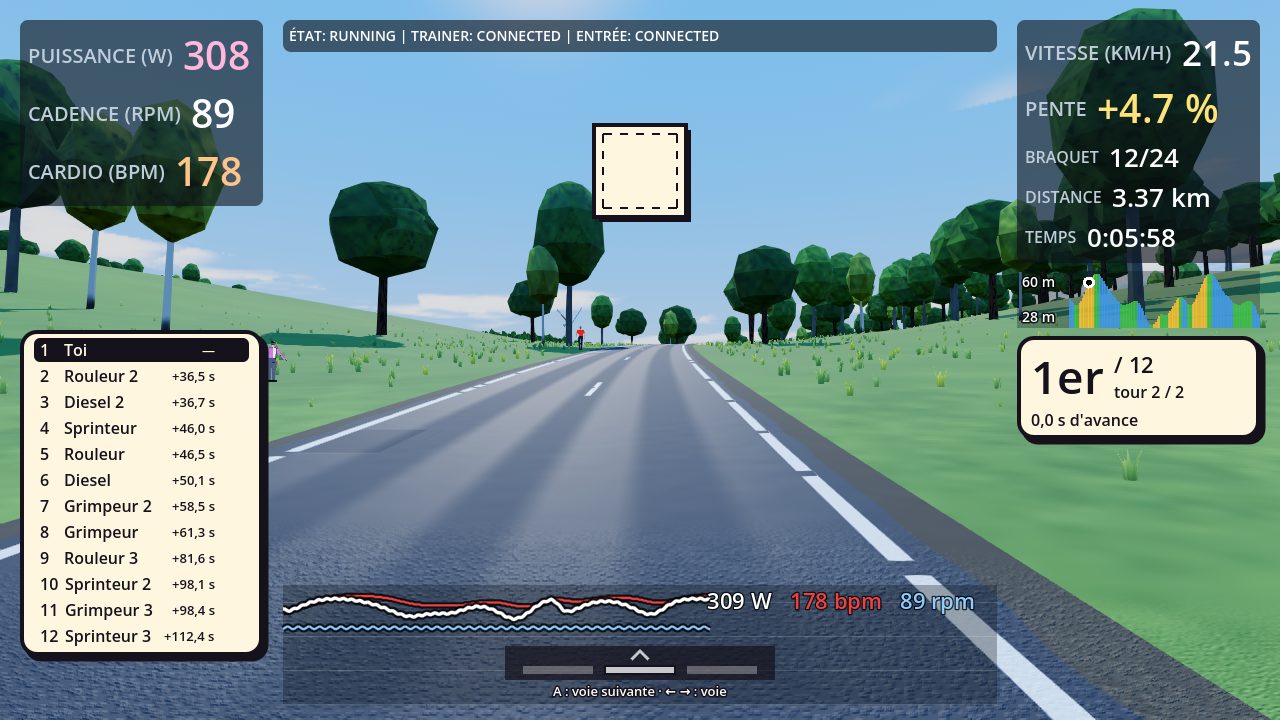 PUISSANCE (W) 308
CADENCE (RPM) 89
CARDIO (BPM) 178
ÉTAT: RUNNING | TRAINER: CONNECTED | ENTRÉE: CONNECTED
VITESSE (KM/H) 21.5
PENTE +4.7 %
BRAQUET 12/24
DISTANCE 3.37 km
TEMPS 0:05:58
60 m
28 m
1er / 12
tour 2 / 2
0,0 s d'avance
1 Toi —
2 Rouleur 2 +36,5 s
3 Diesel 2 +36,7 s
4 Sprinteur +46,0 s
5 Rouleur +46,5 s
6 Diesel +50,1 s
7 Grimpeur 2 +58,5 s
8 Grimpeur +61,3 s
9 Rouleur 3 +81,6 s
10 Sprinteur 2 +98,1 s
11 Grimpeur 3 +98,4 s
12 Sprinteur 3 +112,4 s
309 W 178 bpm 89 rpm
A : voie suivante · ← → : voie